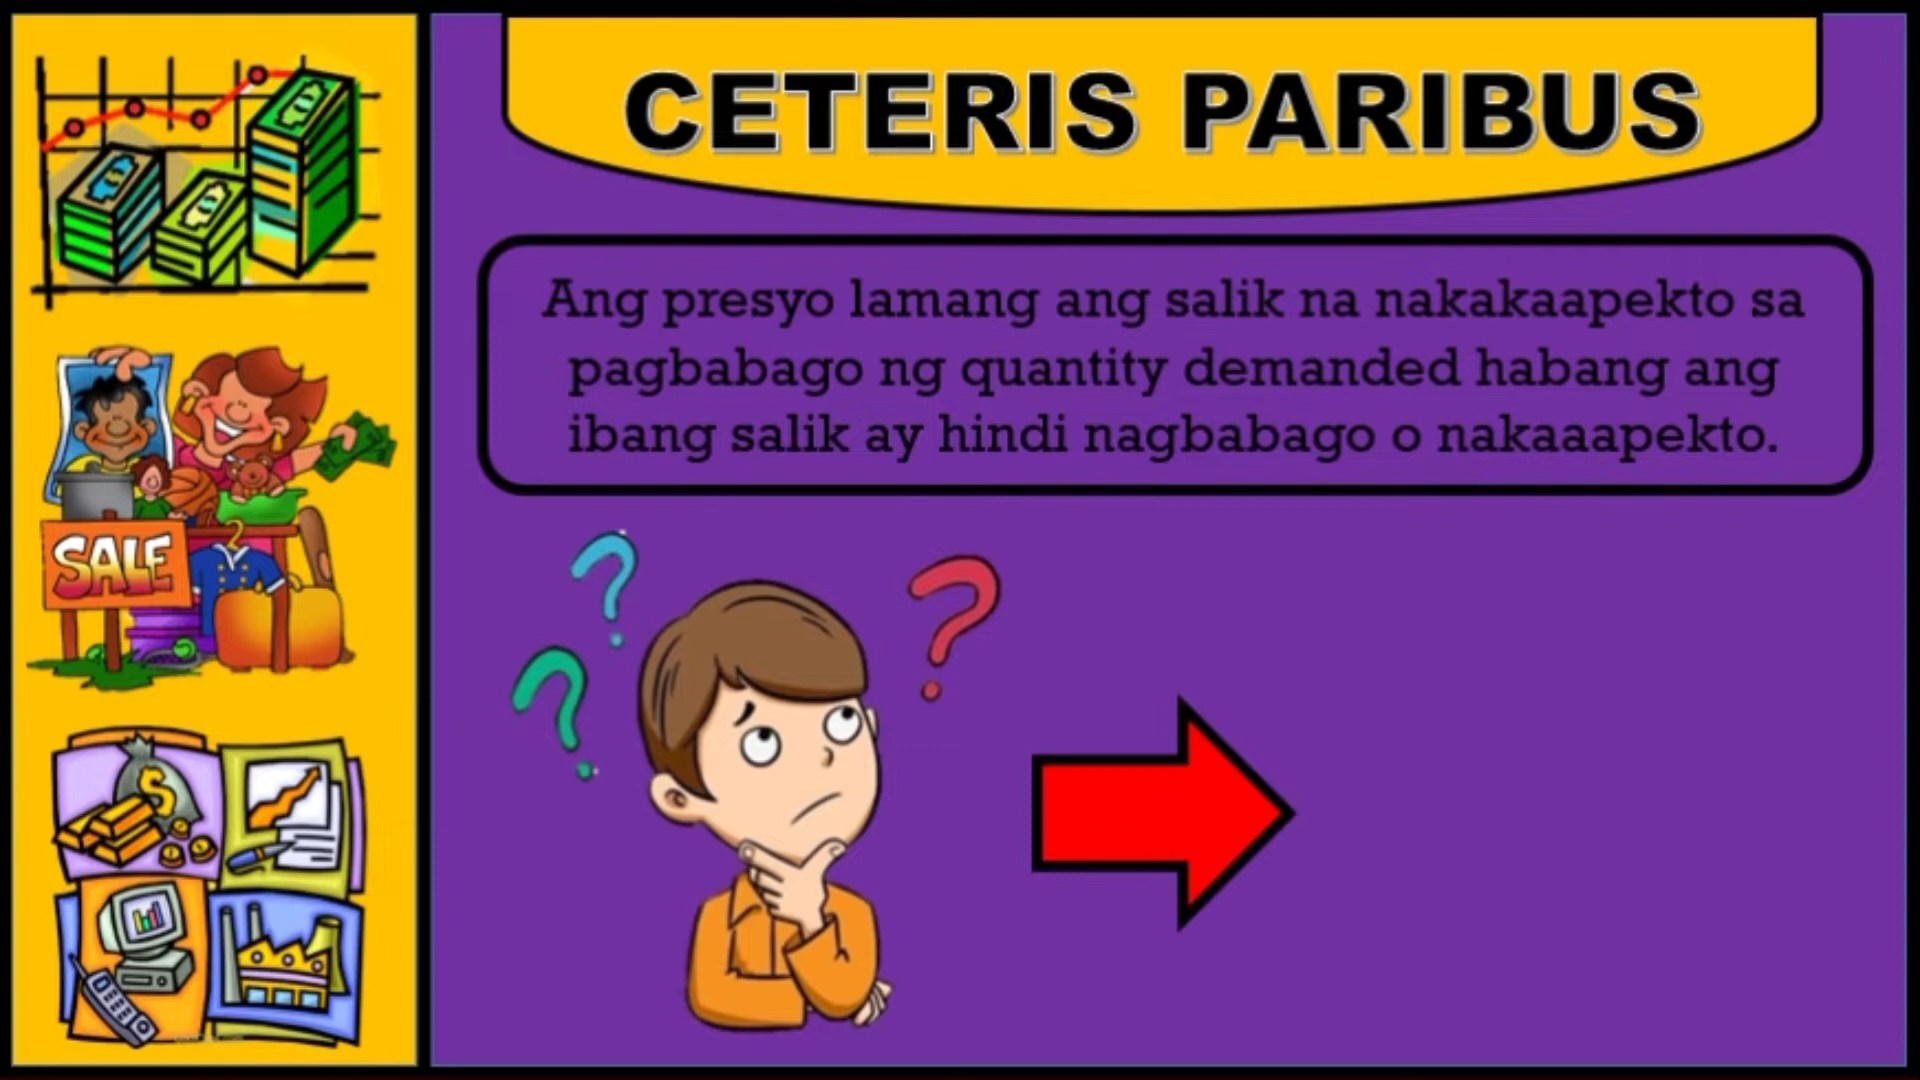 CETERIS PARIBUS
Ang presyo lamang ang salik na nakakaapekto sa
pagbabago ng quantity demanded habang ang
ibang salik ay hindi nagbabago o nakaaapekto.
SALE